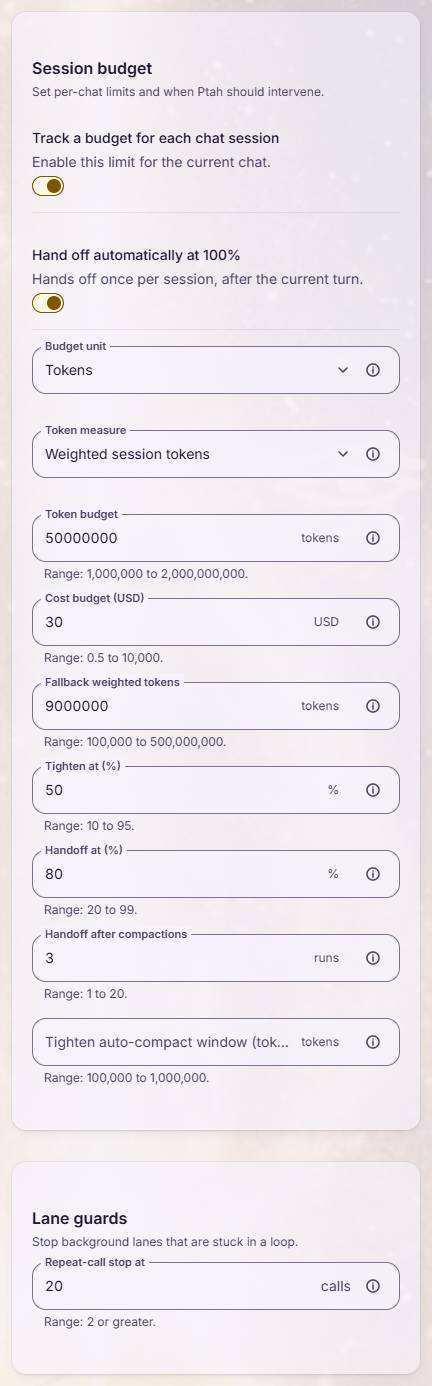 Session budget
Set per-chat limits and when Ptah should intervene.
Track a budget for each chat session
Enable this limit for the current chat.
Hand off automatically at 100%
Hands off once per session, after the current turn.
Budget unit
Tokens
Token measure
Weighted session tokens
Token budget
50000000 tokens
Range: 1,000,000 to 2,000,000,000.
Cost budget (USD)
30 USD
Range: 0.5 to 10,000.
Fallback weighted tokens
9000000 tokens
Range: 100,000 to 500,000,000.
Tighten at (%)
50 %
Range: 10 to 95.
Handoff at (%)
80 %
Range: 20 to 99.
Handoff after compactions
3 runs
Range: 1 to 20.
Tighten auto-compact window (tok... tokens
Range: 100,000 to 1,000,000.
Lane guards
Stop background lanes that are stuck in a loop.
Repeat-call stop at
20 calls
Range: 2 or greater.